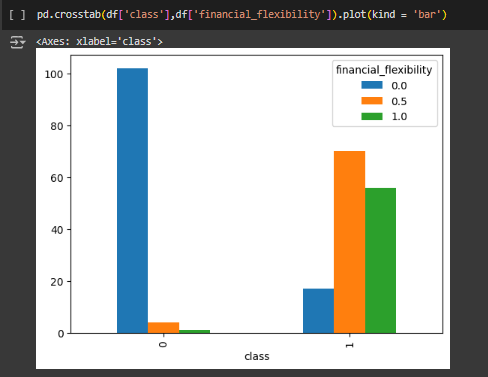 [ ] pd.crosstab(df['class'],df['financial_flexibility']).plot(kind = 'bar')
<Axes: xlabel='class'>
financial_flexibility
0.0
0.5
1.0
100
80
60
40
20
0
0
1
class